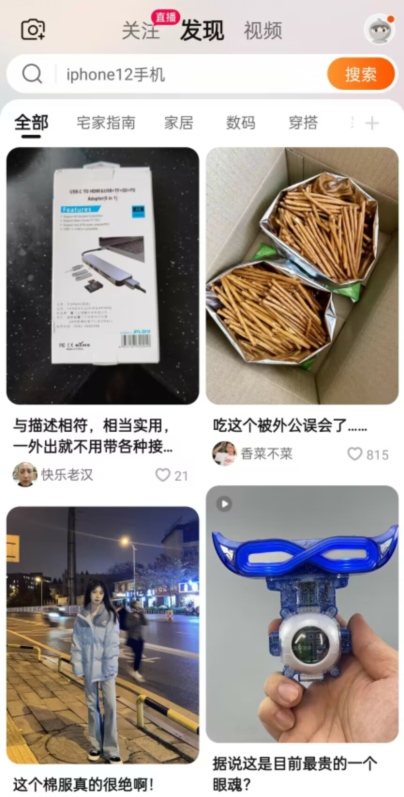 直播
关注 发现 视频
iphone12手机 搜索
全部 宅家指南 家居 数码 穿搭
USB-C TO HDMI&USB+TF+SD+PD
Adapter(6 in 1)
Features
与描述相符，相当实用，
一外出就不用带各种接...
快乐老汉 21
吃这个被外公误会了......
香菜不菜 815
这个棉服真的很绝啊！
据说这是目前最贵的一个
眼魂？